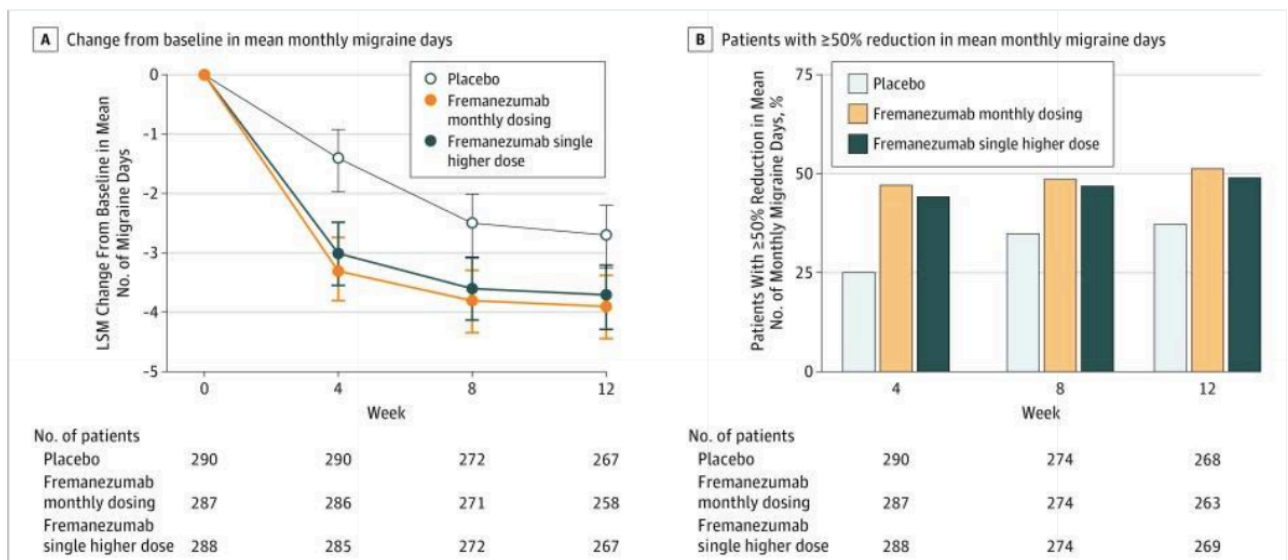 A Change from baseline in mean monthly migraine days
LSM Change From Baseline in Mean
No. of Migraine Days
0
-1
-2
-3
-4
-5
Placebo
Fremanezumab
monthly dosing
Fremanezumab single
higher dose
0 4 8 12
Week
No. of patients
Placebo 290 290 272 267
Fremanezumab
monthly dosing 287 286 271 258
Fremanezumab
single higher dose 288 285 272 267
B Patients with ≥50% reduction in mean monthly migraine days
Patients With ≥50% Reduction in Mean
No. of Monthly Migraine Days, %
75
50
25
0
Placebo
Fremanezumab monthly dosing
Fremanezumab single higher dose
4 8 12
Week
No. of patients
Placebo 290 274 268
Fremanezumab
monthly dosing 287 274 263
Fremanezumab
single higher dose 288 274 269